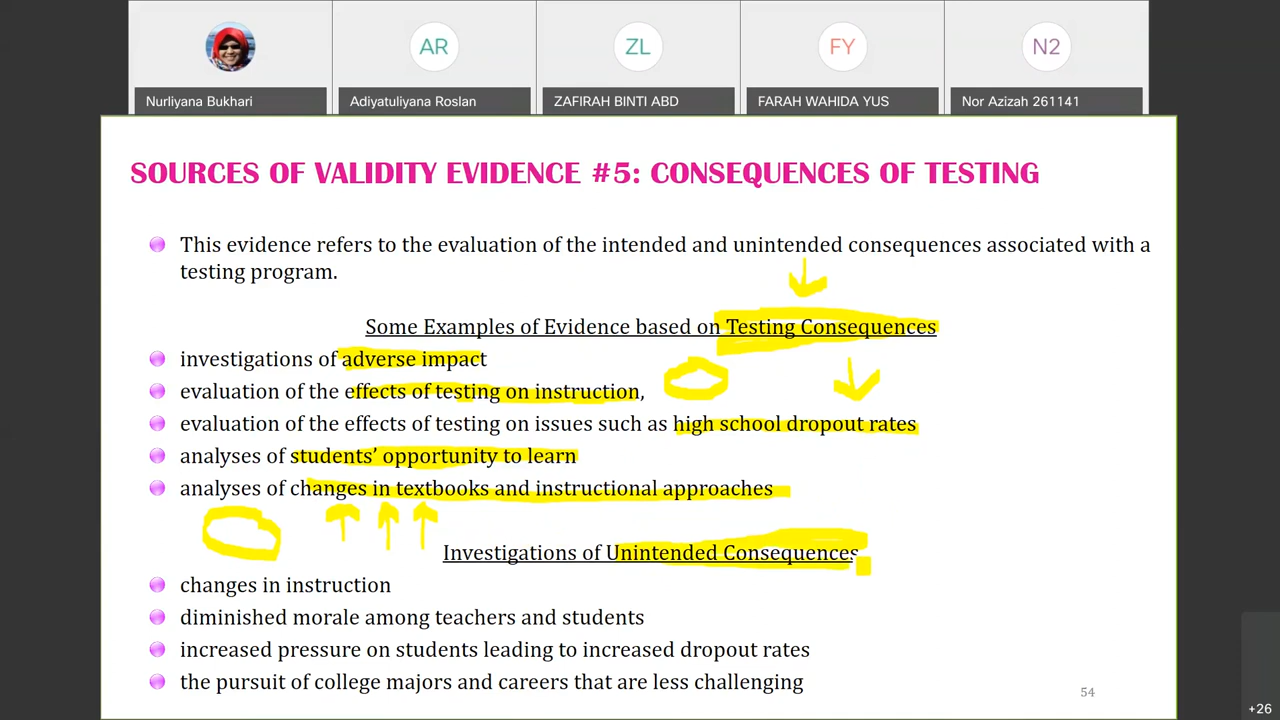 AR
ZL
FY
N2
Nurliyana Bukhari
Adiyatuliyana Roslan
ZAFIRAH BINTI ABD
FARAH WAHIDA YUS
Nor Azizah 261141
SOURCES OF VALIDITY EVIDENCE #5: CONSEQUENCES OF TESTING
This evidence refers to the evaluation of the intended and unintended consequences associated with a
testing program.
Some Examples of Evidence based on Testing Consequences
investigations of adverse impact
evaluation of the effects of testing on instruction,
evaluation of the effects of testing on issues such as high school dropout rates
analyses of students’ opportunity to learn
analyses of changes in textbooks and instructional approaches
Investigations of Unintended Consequences
changes in instruction
diminished morale among teachers and students
increased pressure on students leading to increased dropout rates
the pursuit of college majors and careers that are less challenging
54
+26